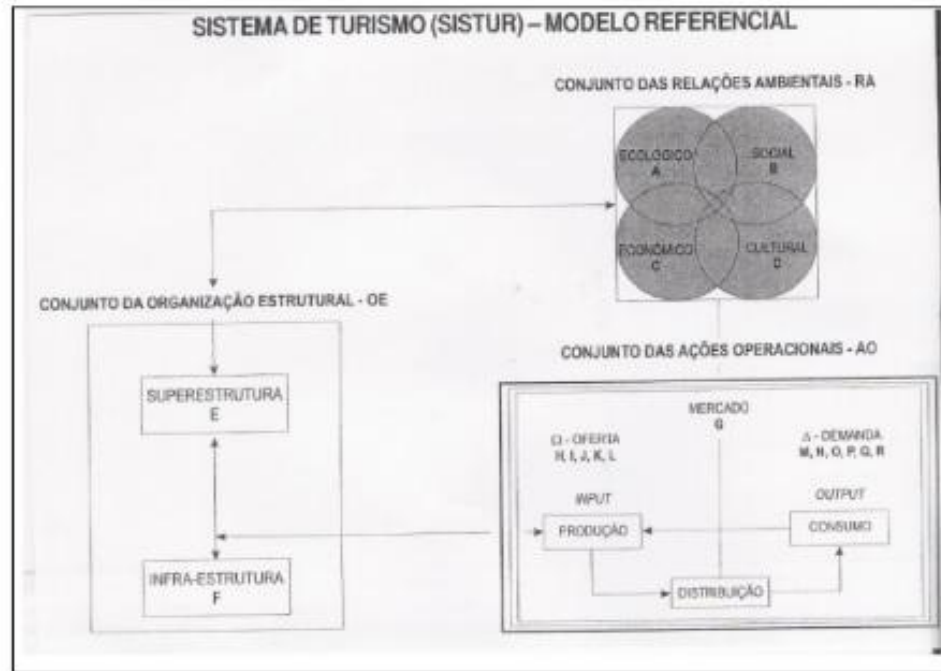 SISTEMA DE TURISMO (SISTUR) – MODELO REFERENCIAL
CONJUNTO DAS RELAÇÕES AMBIENTAIS - RA
ECOLÓGICO
A
SOCIAL
B
ECONÔMICO
C
CULTURAL
D
CONJUNTO DA ORGANIZAÇÃO ESTRUTURAL - OE
SUPERESTRUTURA
E
INFRA-ESTRUTURA
F
CONJUNTO DAS AÇÕES OPERACIONAIS - AO
MERCADO
G
Ω - OFERTA
H, I, J, K, L
Δ - DEMANDA
M, N, O, P, Q, R
INPUT
PRODUÇÃO
OUTPUT
CONSUMO
DISTRIBUIÇÃO